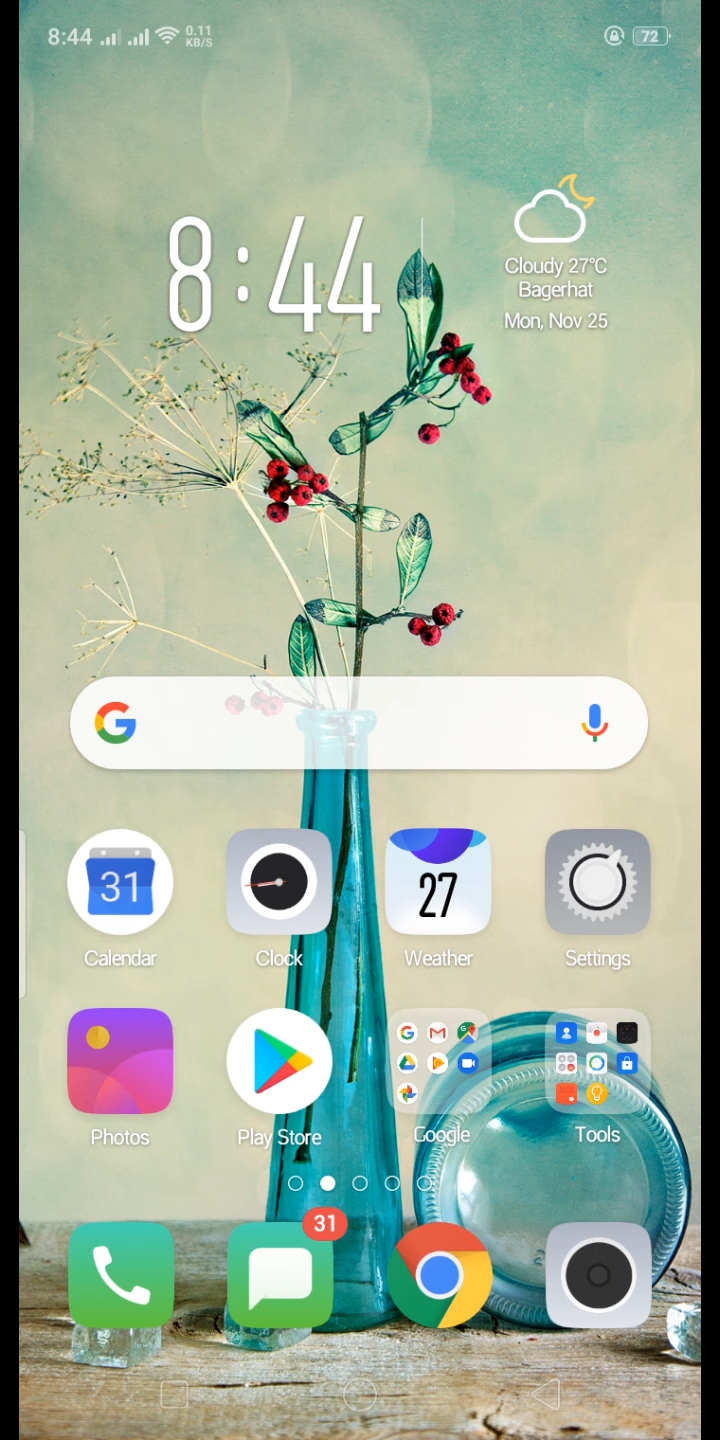 8:44
0.11
KB/S
72
8:44
Cloudy 27°C
Bagerhat
Mon, Nov 25
31
27
Calendar
Clock
Weather
Settings
Photos
Play Store
Google
Tools
31